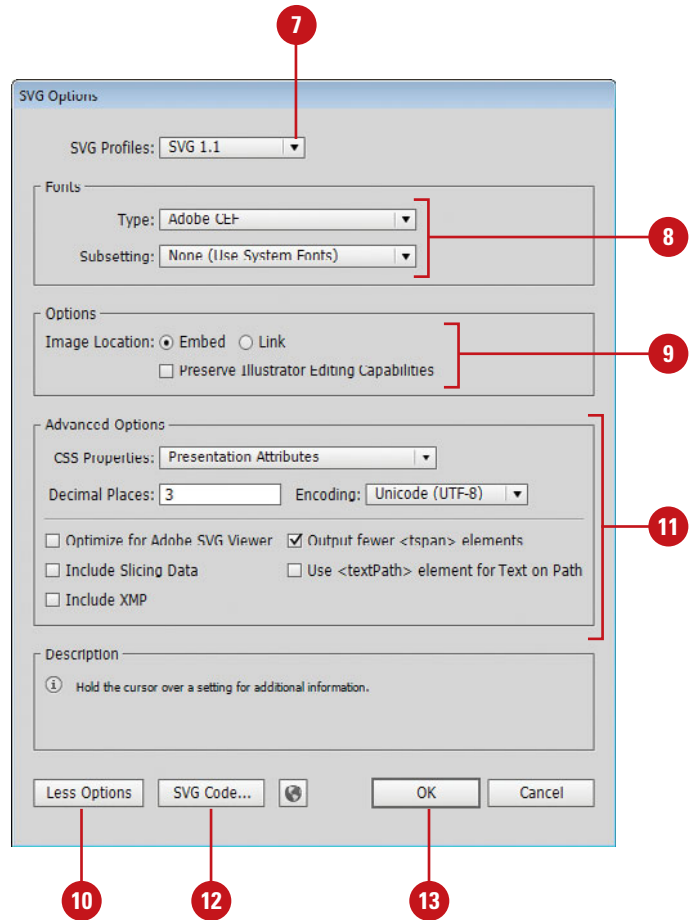 7
SVG Options
SVG Profiles: SVG 1.1
Fonts
Type: Adobe CEF
8
Subsetting: None (Use System Fonts)
Options
Image Location: Embed Link
9
Preserve Illustrator Editing Capabilities
Advanced Options
CSS Properties: Presentation Attributes
Decimal Places: 3 Encoding: Unicode (UTF-8)
11
Optimize for Adobe SVG Viewer Output fewer <tspan> elements
Include Slicing Data Use <textPath> element for Text on Path
Include XMP
Description
Hold the cursor over a setting for additional information.
Less Options SVG Code... OK Cancel
10 12 13